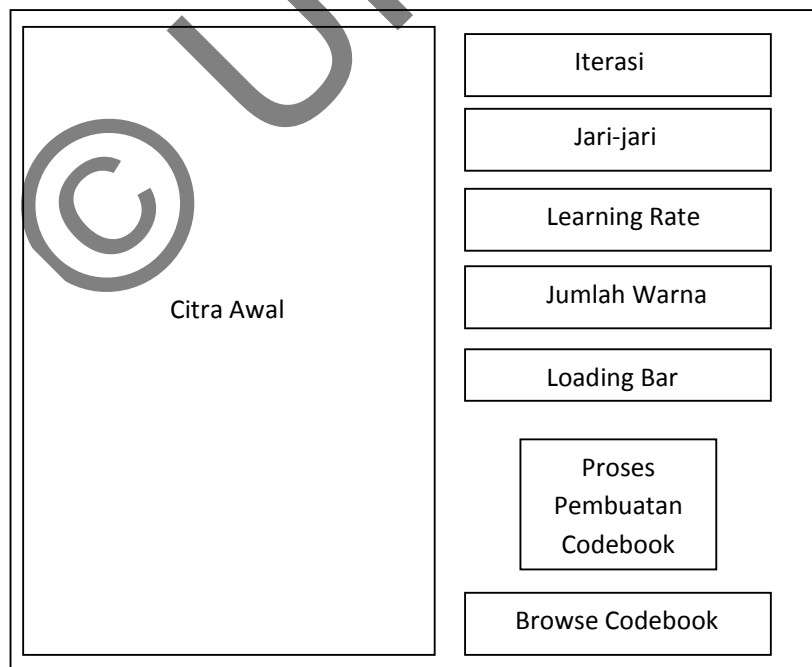 Iterasi
Jari-jari
Learning Rate
Jumlah Warna
Citra Awal
Loading Bar
Proses
Pembuatan
Codebook
Browse Codebook